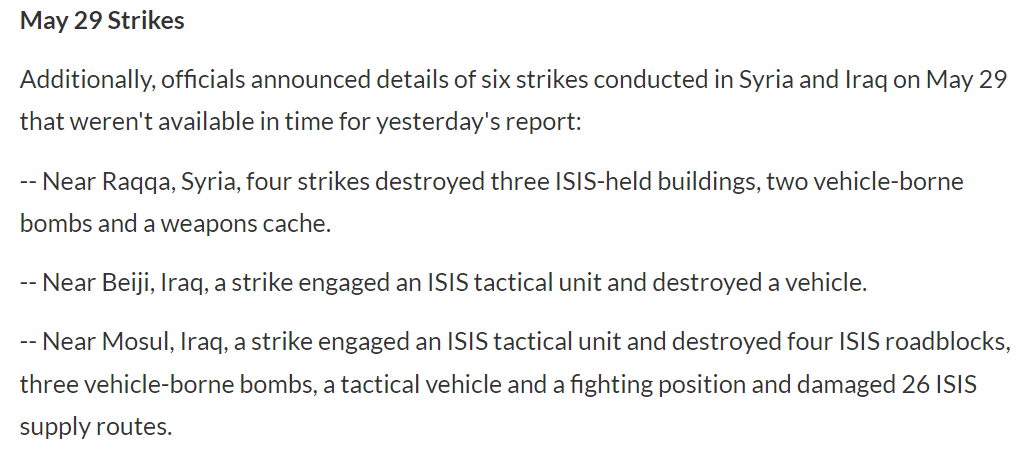 May 29 Strikes
Additionally, officials announced details of six strikes conducted in Syria and Iraq on May 29
that weren't available in time for yesterday's report:
-- Near Raqqa, Syria, four strikes destroyed three ISIS-held buildings, two vehicle-borne
bombs and a weapons cache.
-- Near Beiji, Iraq, a strike engaged an ISIS tactical unit and destroyed a vehicle.
-- Near Mosul, Iraq, a strike engaged an ISIS tactical unit and destroyed four ISIS roadblocks,
three vehicle-borne bombs, a tactical vehicle and a fighting position and damaged 26 ISIS
supply routes.